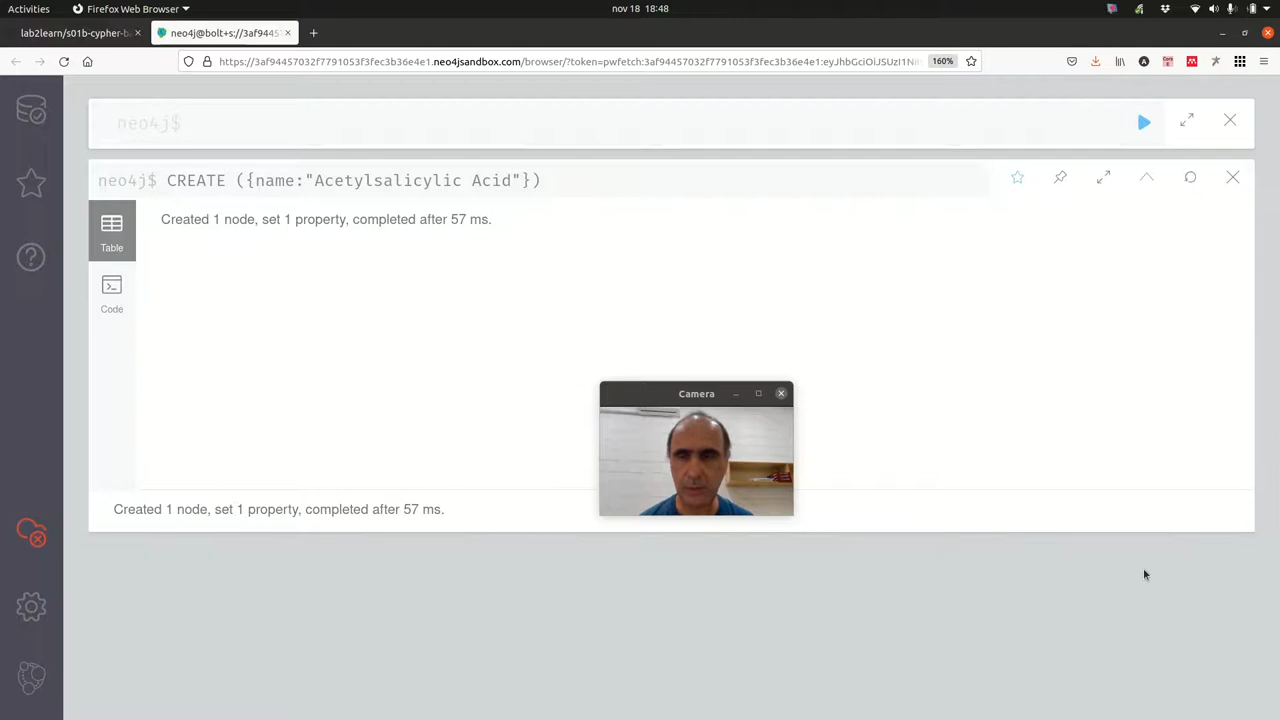 Activities
Firefox Web Browser
nov 18 18:48
lab2learn/s01b-cypher-ba
neo4j@bolt+s://3af9445
https://3af94457032f7791053f3fec3b36e4e1.neo4jsandbox.com/browser/?token=pwfetch:3af94457032f7791053f3fec3b36e4e1:eyJhbGciOiJSUzI1Ni
160%
neo4j$
neo4j$ CREATE ({name:"Acetylsalicylic Acid"})
Created 1 node, set 1 property, completed after 57 ms.
Table
Code
Camera
Created 1 node, set 1 property, completed after 57 ms.